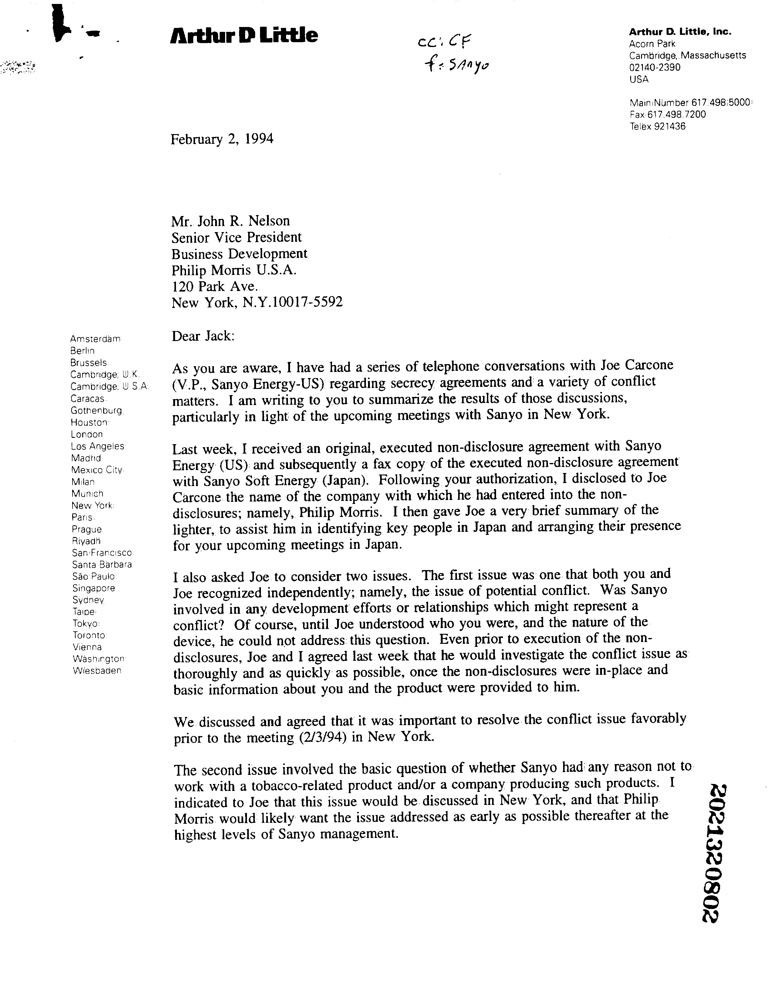 Arthur D Little
cc: CF
f: SANYO
Arthur D. Little, Inc.
Acorn Park
Cambridge, Massachusetts
02140-2390
USA
Main Number 617.498.5000
Fax 617.498.7200
Telex 921436
February 2, 1994
Mr. John R. Nelson
Senior Vice President
Business Development
Philip Morris U.S.A.
120 Park Ave.
New York, N.Y.10017-5592
Amsterdam
Berlin
Brussels
Cambridge, U.K.
Cambridge, U.S.A.
Caracas
Gothenburg
Houston
London
Los Angeles
Madrid
Mexico City
Milan
Munich
New York
Paris
Prague
Riyadh
San Francisco
Santa Barbara
São Paulo
Singapore
Sydney
Taipei
Tokyo
Toronto
Vienna
Washington
Wiesbaden
Dear Jack:
As you are aware, I have had a series of telephone conversations with Joe Carcone
(V.P., Sanyo Energy-US) regarding secrecy agreements and a variety of conflict
matters. I am writing to you to summarize the results of those discussions,
particularly in light of the upcoming meetings with Sanyo in New York.
Last week, I received an original, executed non-disclosure agreement with Sanyo
Energy (US) and subsequently a fax copy of the executed non-disclosure agreement
with Sanyo Soft Energy (Japan). Following your authorization, I disclosed to Joe
Carcone the name of the company with which he had entered into the non-
disclosures; namely, Philip Morris. I then gave Joe a very brief summary of the
lighter, to assist him in identifying key people in Japan and arranging their presence
for your upcoming meetings in Japan.
I also asked Joe to consider two issues. The first issue was one that both you and
Joe recognized independently; namely, the issue of potential conflict. Was Sanyo
involved in any development efforts or relationships which might represent a
conflict? Of course, until Joe understood who you were, and the nature of the
device, he could not address this question. Even prior to execution of the non-
disclosures, Joe and I agreed last week that he would investigate the conflict issue as
thoroughly and as quickly as possible, once the non-disclosures were in-place and
basic information about you and the product were provided to him.
We discussed and agreed that it was important to resolve the conflict issue favorably
prior to the meeting (2/3/94) in New York.
The second issue involved the basic question of whether Sanyo had any reason not to
work with a tobacco-related product and/or a company producing such products. I
indicated to Joe that this issue would be discussed in New York, and that Philip
Morris would likely want the issue addressed as early as possible thereafter at the
highest levels of Sanyo management.
2021320802